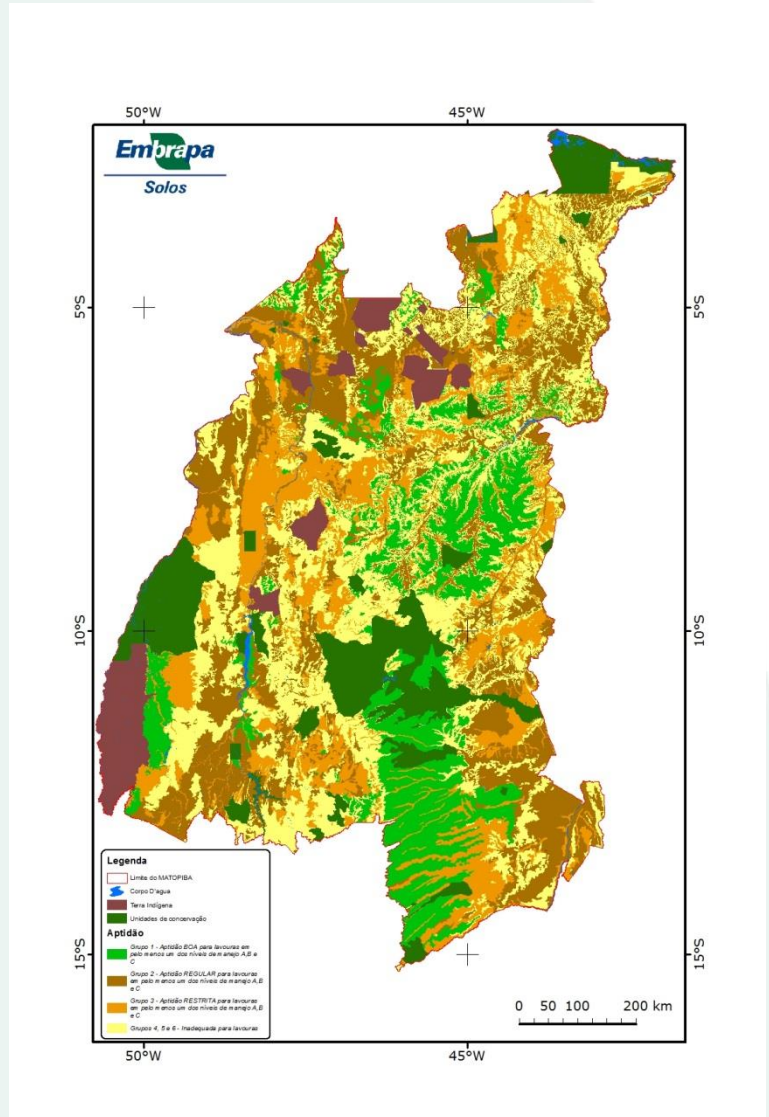 50°W 45°W
Embrapa
Solos
5°S 5°S
10°S 10°S
15°S 15°S
Legenda
Limite do MATOPIBA
Corpo D'agua
Terra Indígena
Unidades de concervação
Aptidão
Grupo 1 - Aptidão BOA para lavouras em
pelo menos um dos níveis de manejo A,B e
C
Grupo 2 - Aptidão REGULAR para lavouras
em pelo menos um dos níveis de manejo A,B
e C
Grupo 3 - Aptidão RESTRITA para lavouras
em pelo menos um dos níveis de manejo A,B
e C
Grupos 4, 5 e 6 - Inadequada para lavouras
0 50 100 200 km
50°W 45°W